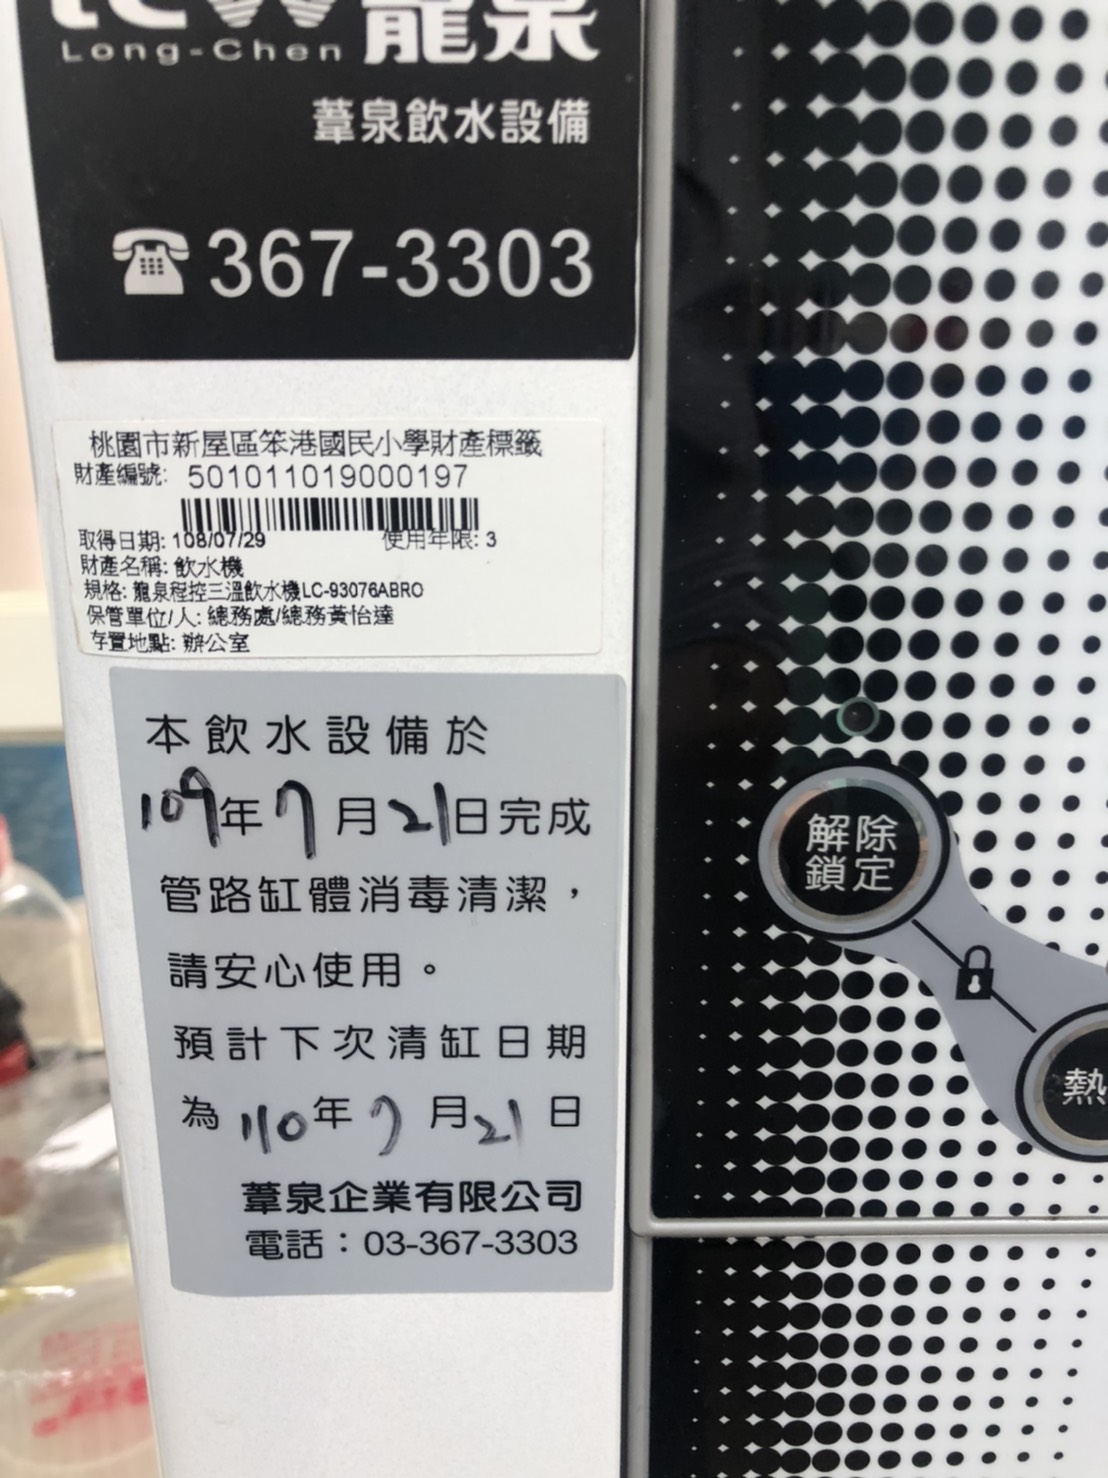 Long-Chen 龍泉
葦泉飲水設備
☎367-3303
桃園市新屋區笨港國民小學財產標籤
財產編號: 501011019000197
取得日期: 108/07/29 使用年限: 3
財產名稱: 飲水機
規格: 龍泉程控三溫飲水機LC-93076ABRO
保管單位/人: 總務處/總務黃怡達
存置地點: 辦公室
本飲水設備於
109年7月21日完成
管路缸體消毒清潔，
請安心使用。
預計下次清缸日期
為110年7月21日
葦泉企業有限公司
電話：03-367-3303
解除
鎖定
熱